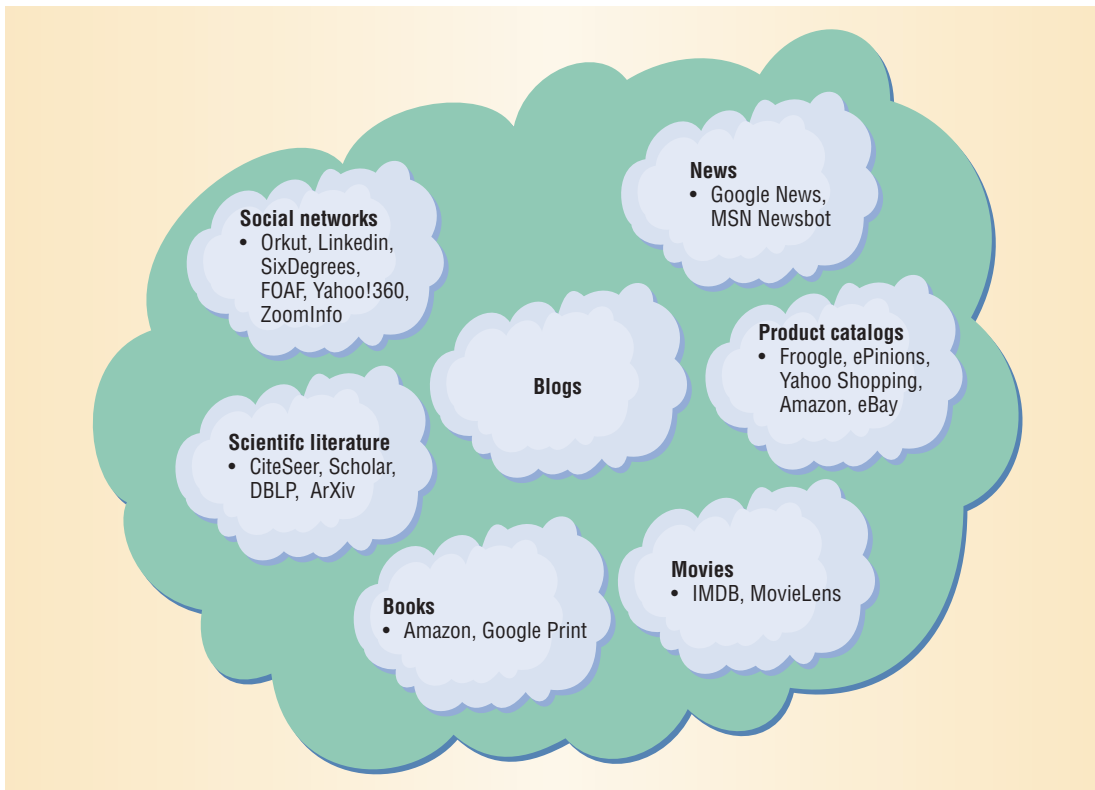 News
• Google News,
MSN Newsbot
Social networks
• Orkut, Linkedin,
SixDegrees,
FOAF, Yahoo!360,
ZoomInfo
Product catalogs
• Froogle, ePinions,
Yahoo Shopping,
Amazon, eBay
Blogs
Scientifc literature
• CiteSeer, Scholar,
DBLP, ArXiv
Movies
• IMDB, MovieLens
Books
• Amazon, Google Print